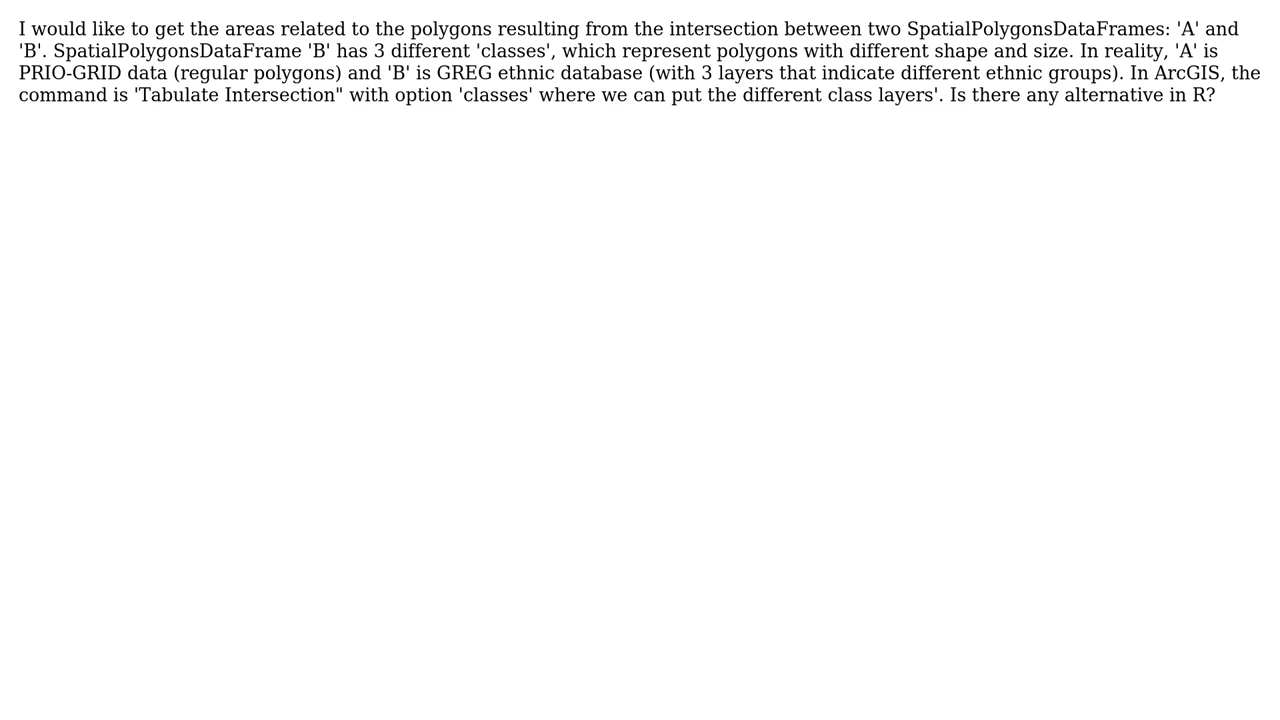 I would like to get the areas related to the polygons resulting from the intersection between two SpatialPolygonsDataFrames: 'A' and
'B'. SpatialPolygonsDataFrame 'B' has 3 different 'classes', which represent polygons with different shape and size. In reality, 'A' is
PRIO-GRID data (regular polygons) and 'B' is GREG ethnic database (with 3 layers that indicate different ethnic groups). In ArcGIS, the
command is 'Tabulate Intersection" with option 'classes' where we can put the different class layers'. Is there any alternative in R?